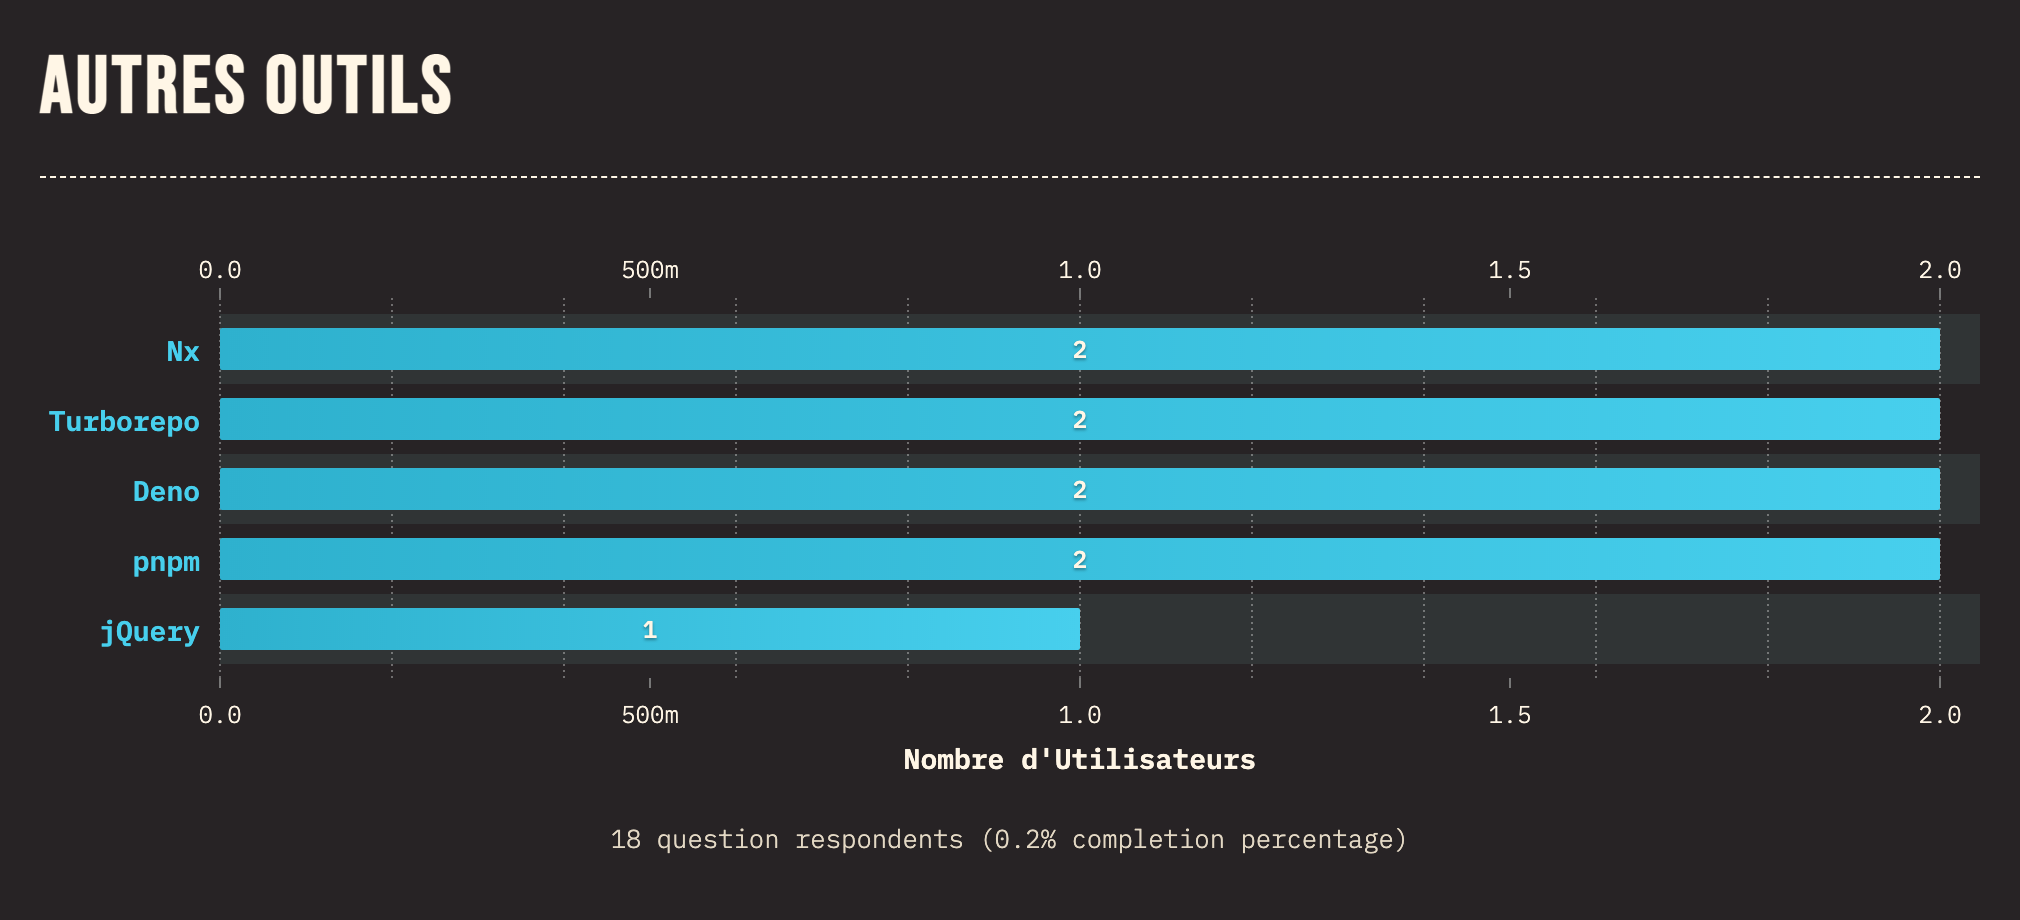 AUTRES OUTILS
0.0 500m 1.0 1.5 2.0
Nx 2
Turborepo 2
Deno 2
pnpm 2
jQuery 1
0.0 500m 1.0 1.5 2.0
Nombre d'Utilisateurs
18 question respondents (0.2% completion percentage)